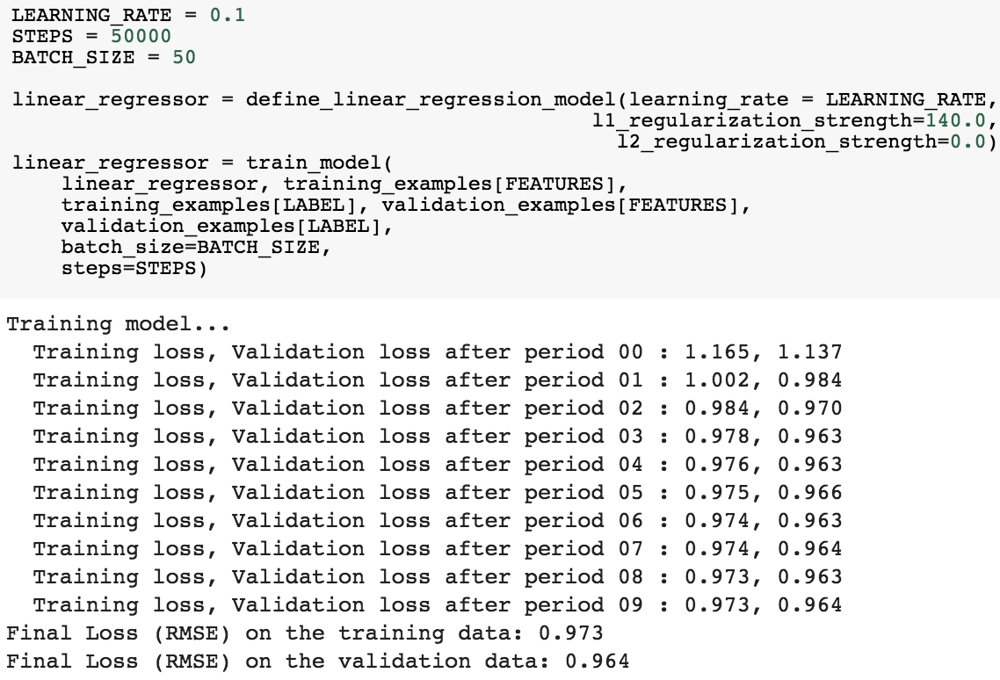 LEARNING_RATE = 0.1
STEPS = 50000
BATCH_SIZE = 50
linear_regressor = define_linear_regression_model(learning_rate = LEARNING_RATE,
l1_regularization_strength=140.0,
l2_regularization_strength=0.0)
linear_regressor = train_model(
linear_regressor, training_examples[FEATURES],
training_examples[LABEL], validation_examples[FEATURES],
validation_examples[LABEL],
batch_size=BATCH_SIZE,
steps=STEPS)
Training model...
Training loss, Validation loss after period 00 : 1.165, 1.137
Training loss, Validation loss after period 01 : 1.002, 0.984
Training loss, Validation loss after period 02 : 0.984, 0.970
Training loss, Validation loss after period 03 : 0.978, 0.963
Training loss, Validation loss after period 04 : 0.976, 0.963
Training loss, Validation loss after period 05 : 0.975, 0.966
Training loss, Validation loss after period 06 : 0.974, 0.963
Training loss, Validation loss after period 07 : 0.974, 0.964
Training loss, Validation loss after period 08 : 0.973, 0.963
Training loss, Validation loss after period 09 : 0.973, 0.964
Final Loss (RMSE) on the training data: 0.973
Final Loss (RMSE) on the validation data: 0.964